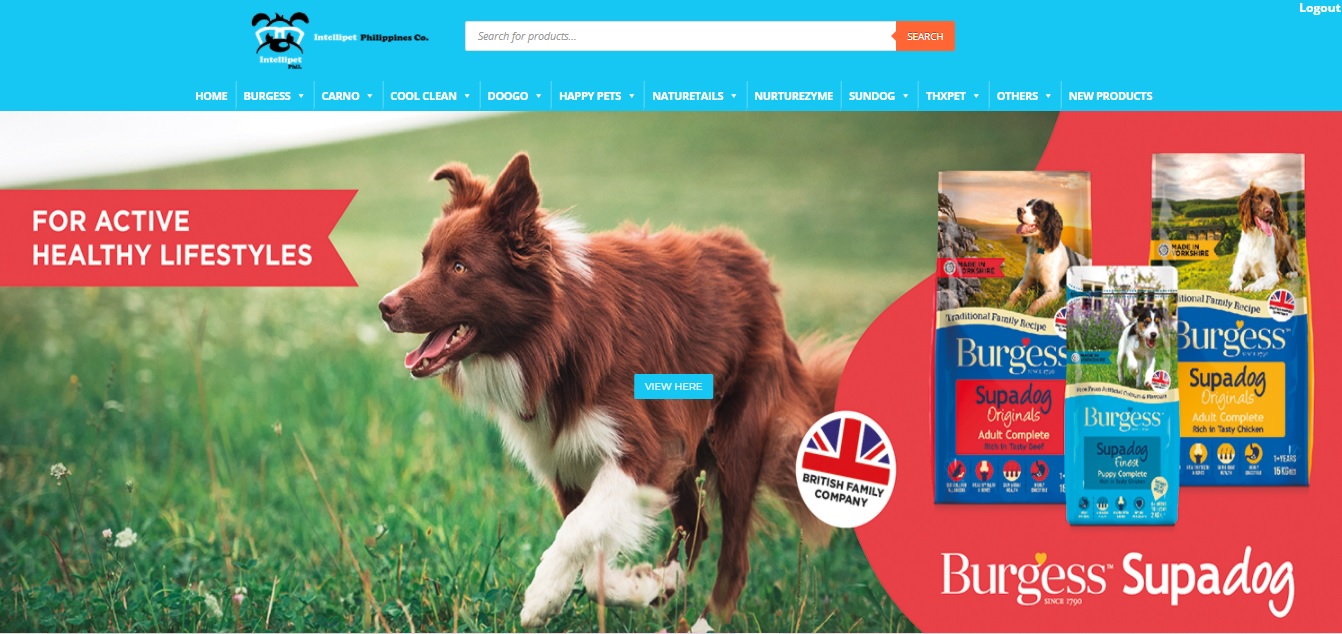 Logout
Intellipet Philippines Co.
Intellipet
PHIL
Search for products...
SEARCH
HOME
BURGESS
CARNO
COOL CLEAN
DOOGO
HAPPY PETS
NATURETAILS
NURTUREZYME
SUNDOG
THXPET
OTHERS
NEW PRODUCTS
FOR ACTIVE
HEALTHY LIFESTYLES
VIEW HERE
BRITISH FAMILY
COMPANY
MADE IN
YORKSHIRE
Traditional Family Recipe
Burgess
Supadog
Originals
Adult Complete
Rich in Tasty Beef
Burgess
Supadog
Finest
Puppy Complete
MADE IN
YORKSHIRE
Family Recipe
Burgess
Supadog
Originals
Adult Complete
Rich in Tasty Chicken
1+YEARS
15KG
Burgess™ Supadog
SINCE 1790